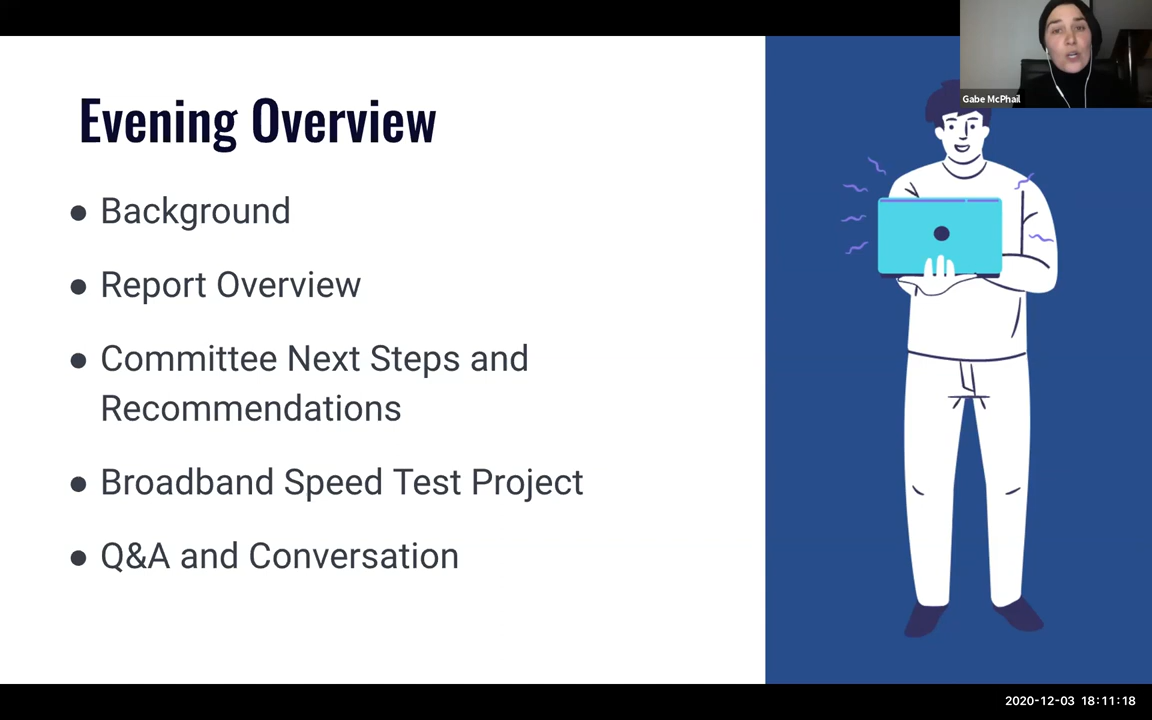 Gabe McPhail
Evening Overview
● Background
● Report Overview
● Committee Next Steps and
Recommendations
● Broadband Speed Test Project
● Q&A and Conversation
2020-12-03 18:11:18